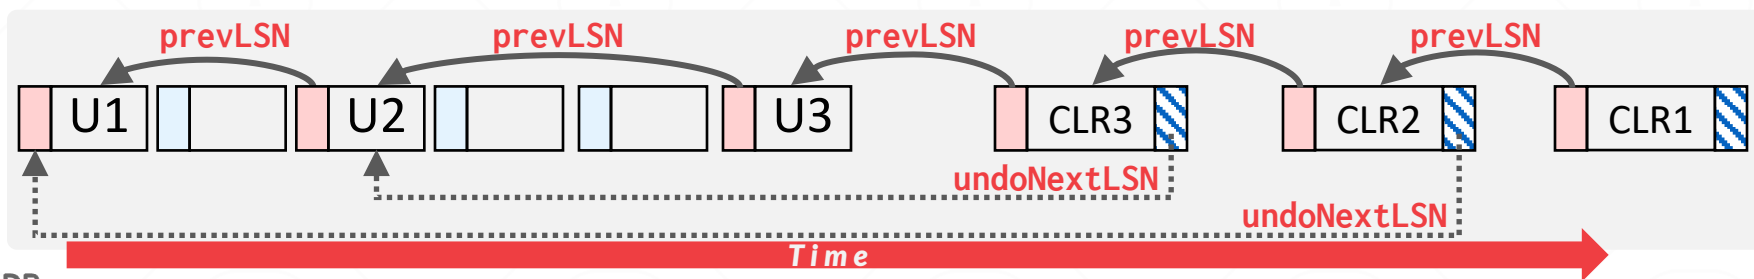 prevLSN prevLSN prevLSN prevLSN prevLSN
U1 U2 U3 CLR3 CLR2 CLR1
undoNextLSN
undoNextLSN
Time